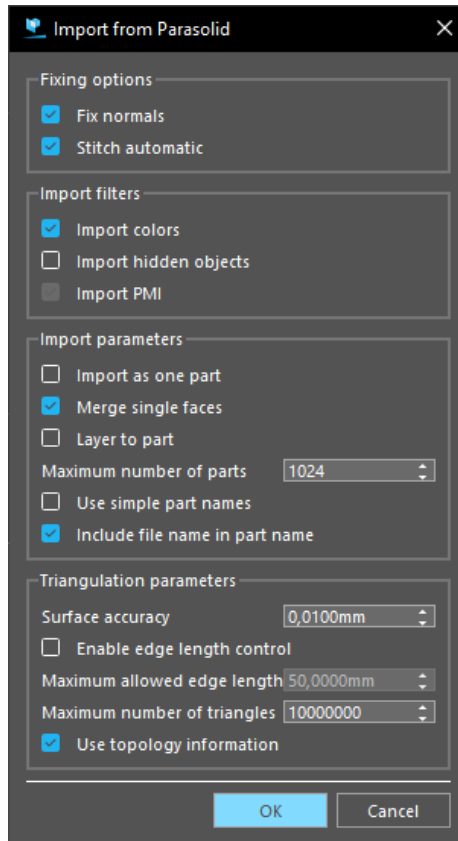 Import from Parasolid
Fixing options
Fix normals
Stitch automatic
Import filters
Import colors
Import hidden objects
Import PMI
Import parameters
Import as one part
Merge single faces
Layer to part
Maximum number of parts 1024
Use simple part names
Include file name in part name
Triangulation parameters
Surface accuracy 0,0100mm
Enable edge length control
Maximum allowed edge length 50,0000mm
Maximum number of triangles 10000000
Use topology information
OK Cancel